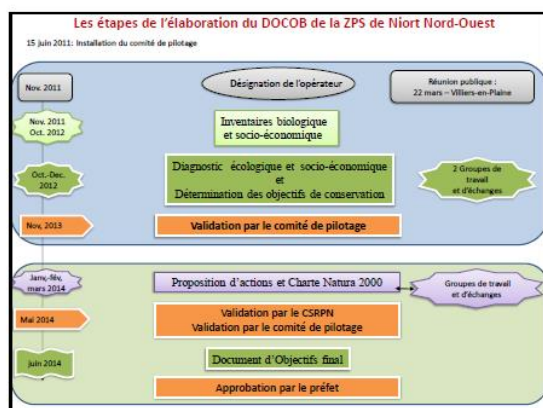 Les étapes de l'élaboration du DOCOB de la ZPS de Niort Nord-Ouest
15 juin 2011: Installation du comité de pilotage
Nov. 2011
Désignation de l'opérateur
Réunion publique :
22 mars – Villiers-en-Plaine
Nov. 2011
Oct. 2012
Inventaires biologique
et socio-économique
Oct.-Dec.
2012
Diagnostic écologique et socio-économique
et
Détermination des objectifs de conservation
2 Groupes de
travail
et d'échanges
Nov, 2013
Validation par le comité de pilotage
Janv,-fév,
mars 2014
Proposition d'actions et Charte Natura 2000
Groupes de travail
et d'échanges
Mai 2014
Validation par le CSRPN
Validation par le comité de pilotage
juin 2014
Document d'Objectifs final
Approbation par le préfet